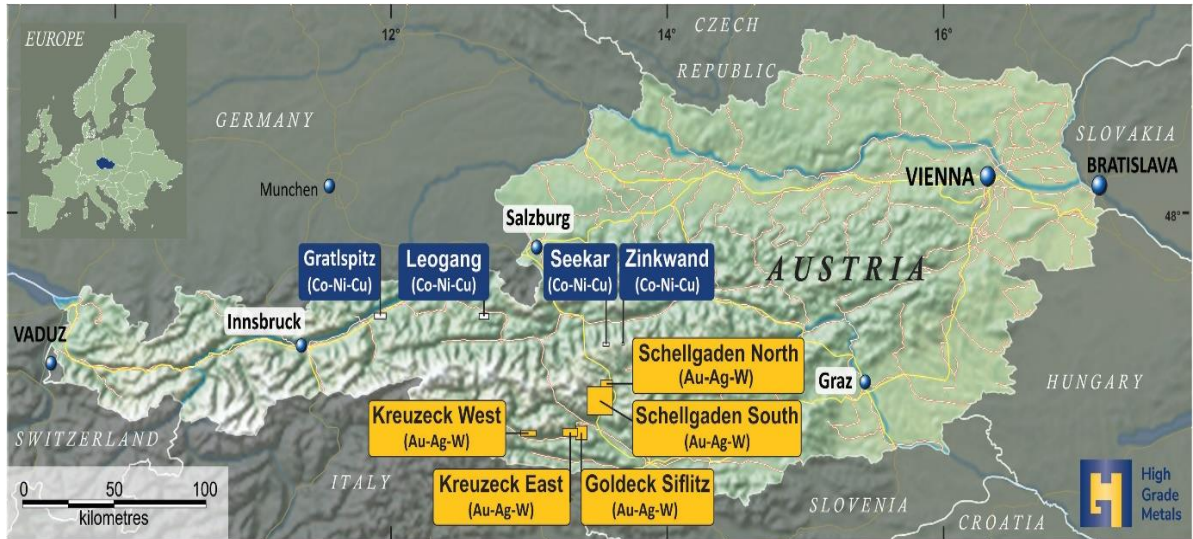 EUROPE
12°
14°
16°
CZECH
REPUBLIC
GERMANY
SLOVAKIA
Munchen
VIENNA
BRATISLAVA
48°
Salzburg
Gratlspitz
(Co-Ni-Cu)
Leogang
(Co-Ni-Cu)
Seekar
(Co-Ni-Cu)
Zinkwand
(Co-Ni-Cu)
AUSTRIA
VADUZ
Innsbruck
Schellgaden North
(Au-Ag-W)
Graz
HUNGARY
Kreuzeck West
(Au-Ag-W)
Schellgaden South
(Au-Ag-W)
SWITZERLAND
ITALY
Kreuzeck East
(Au-Ag-W)
Goldeck Siflitz
(Au-Ag-W)
SLOVENIA
CROATIA
0 50 100
kilometres
High
Grade
Metals